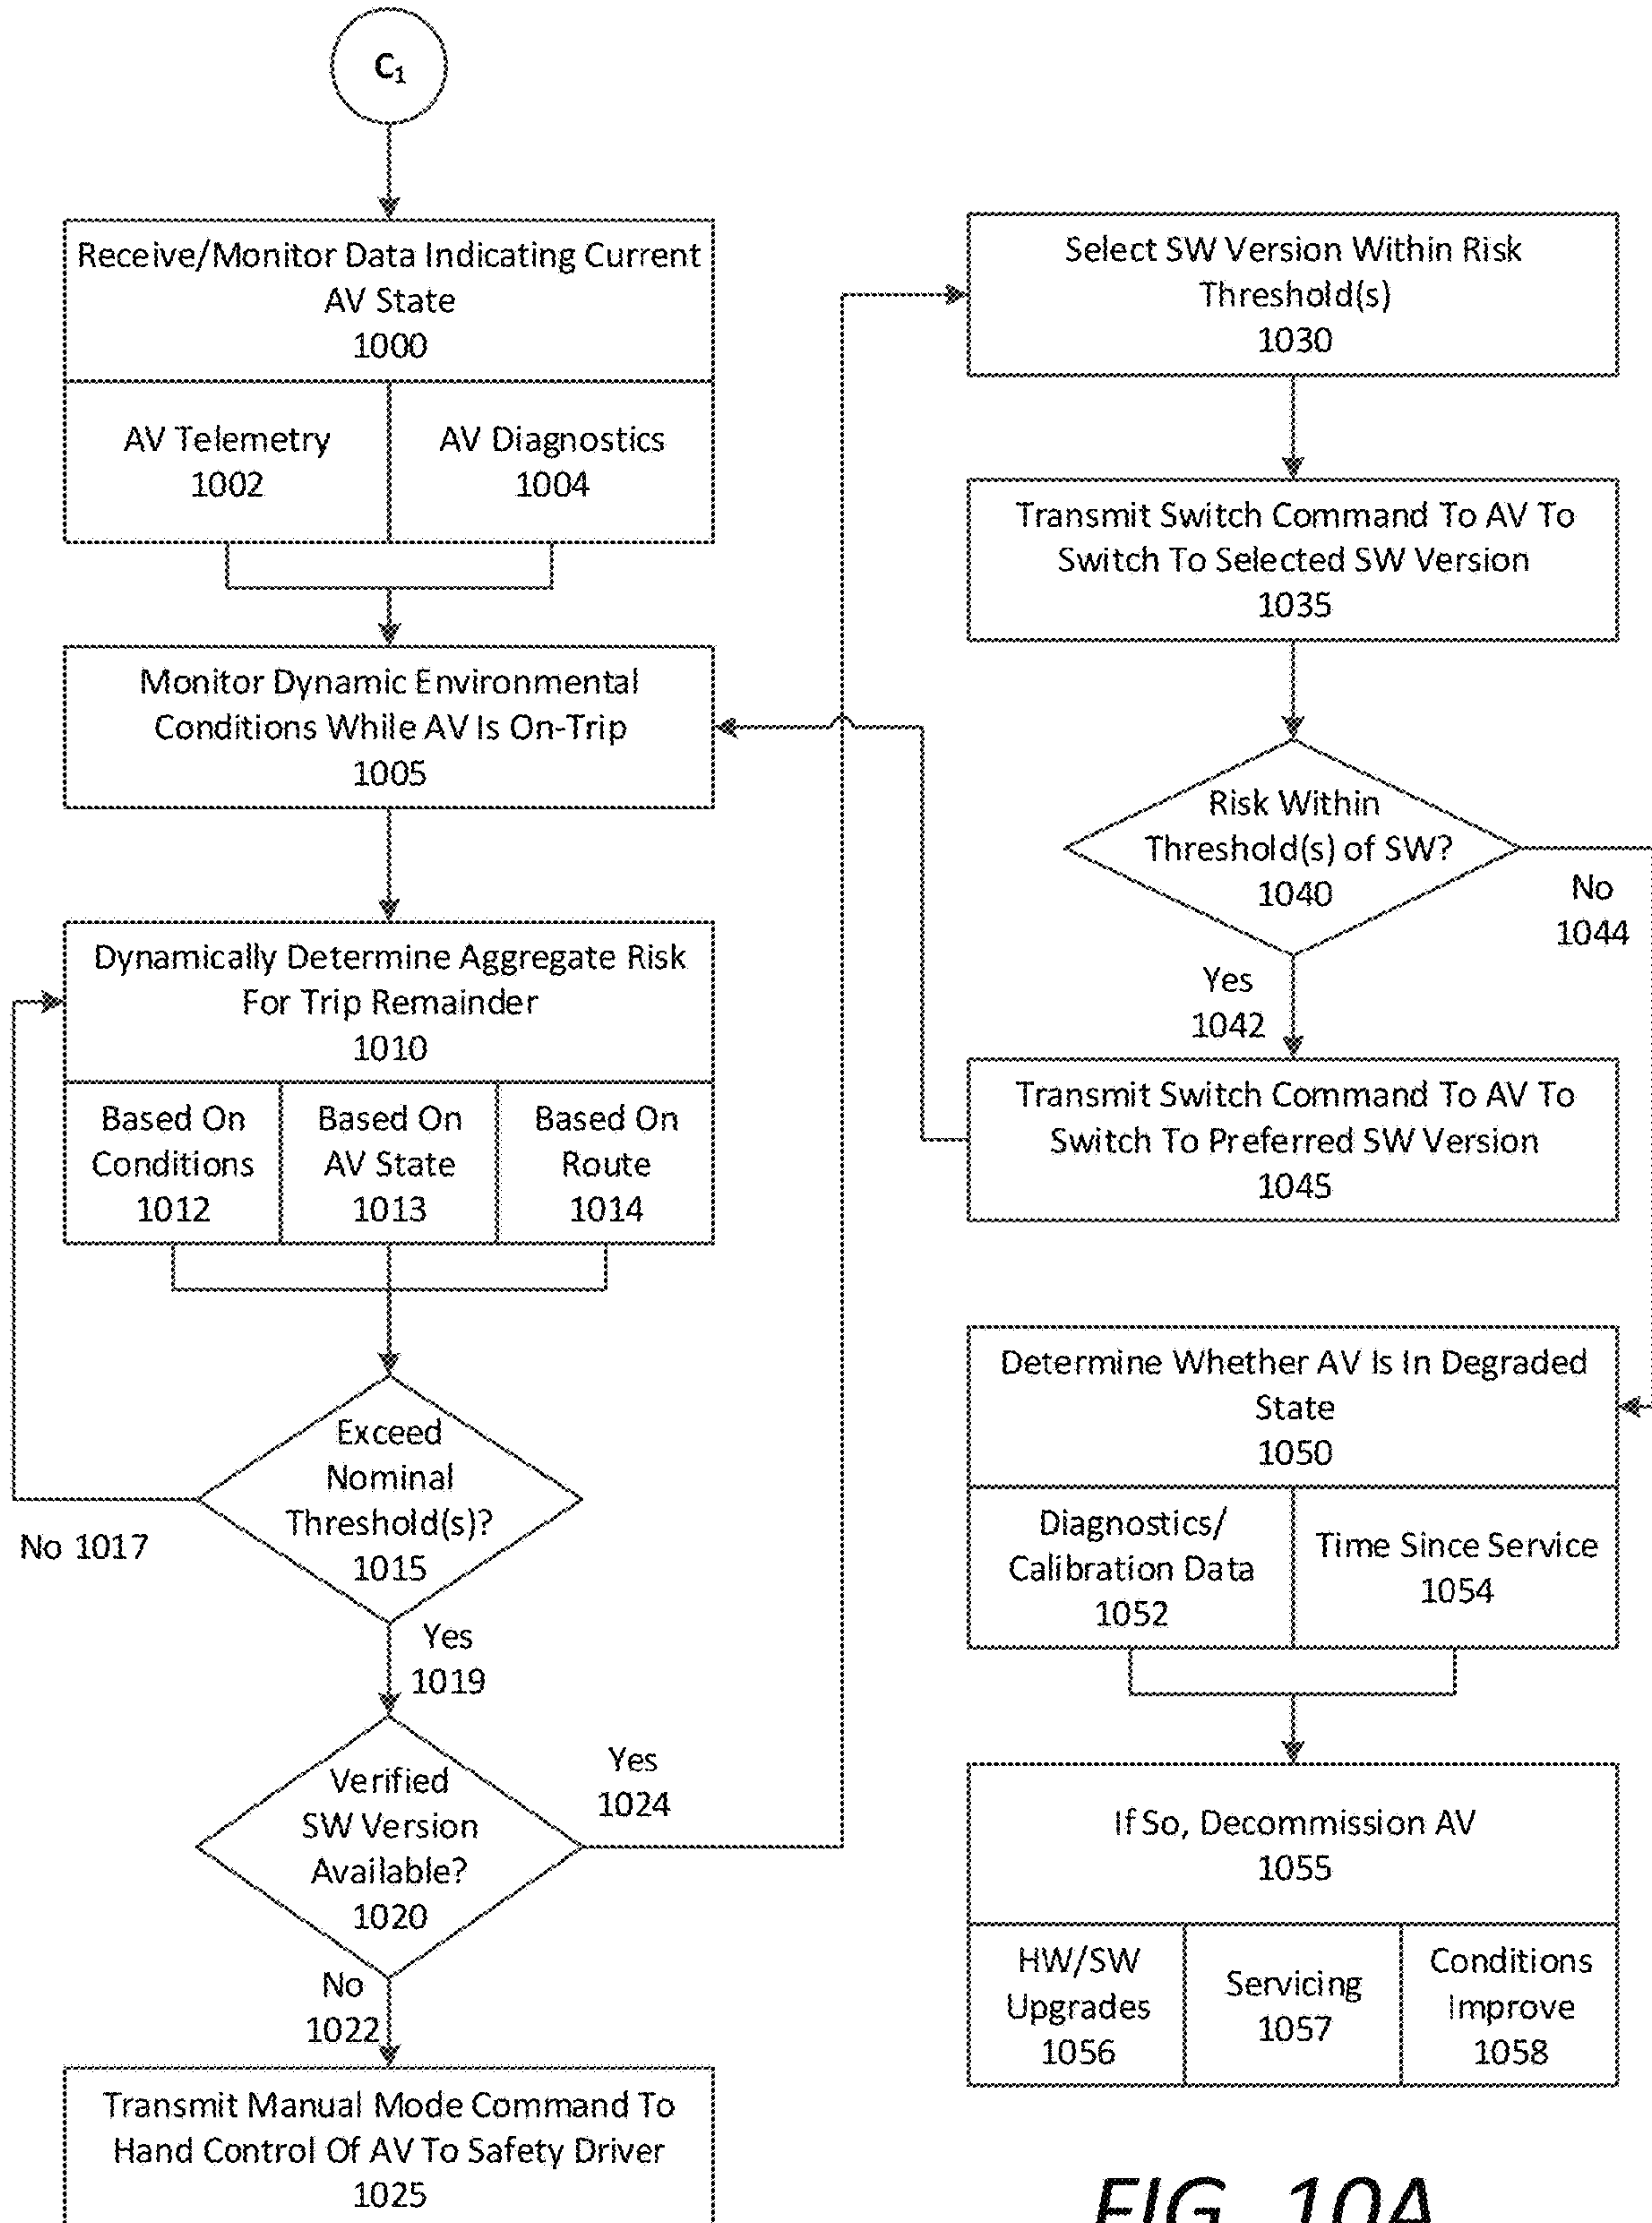 C1
Receive/Monitor Data Indicating Current
AV State
1000
AV Telemetry
1002
AV Diagnostics
1004
Monitor Dynamic Environmental
Conditions While AV Is On-Trip
1005
Dynamically Determine Aggregate Risk
For Trip Remainder
1010
Based On
Conditions
1012
Based On
AV State
1013
Based On
Route
1014
Exceed
Nominal
Threshold(s)?
1015
No 1017
Yes
1019
Verified
SW Version
Available?
1020
Yes
1024
No
1022
Transmit Manual Mode Command To
Hand Control Of AV To Safety Driver
1025
Select SW Version Within Risk
Threshold(s)
1030
Transmit Switch Command To AV To
Switch To Selected SW Version
1035
Risk Within
Threshold(s) of SW?
1040
No
1044
Yes
1042
Transmit Switch Command To AV To
Switch To Preferred SW Version
1045
Determine Whether AV Is In Degraded
State
1050
Diagnostics/
Calibration Data
1052
Time Since Service
1054
If So, Decommission AV
1055
HW/SW
Upgrades
1056
Servicing
1057
Conditions
Improve
1058
FIG. 10A